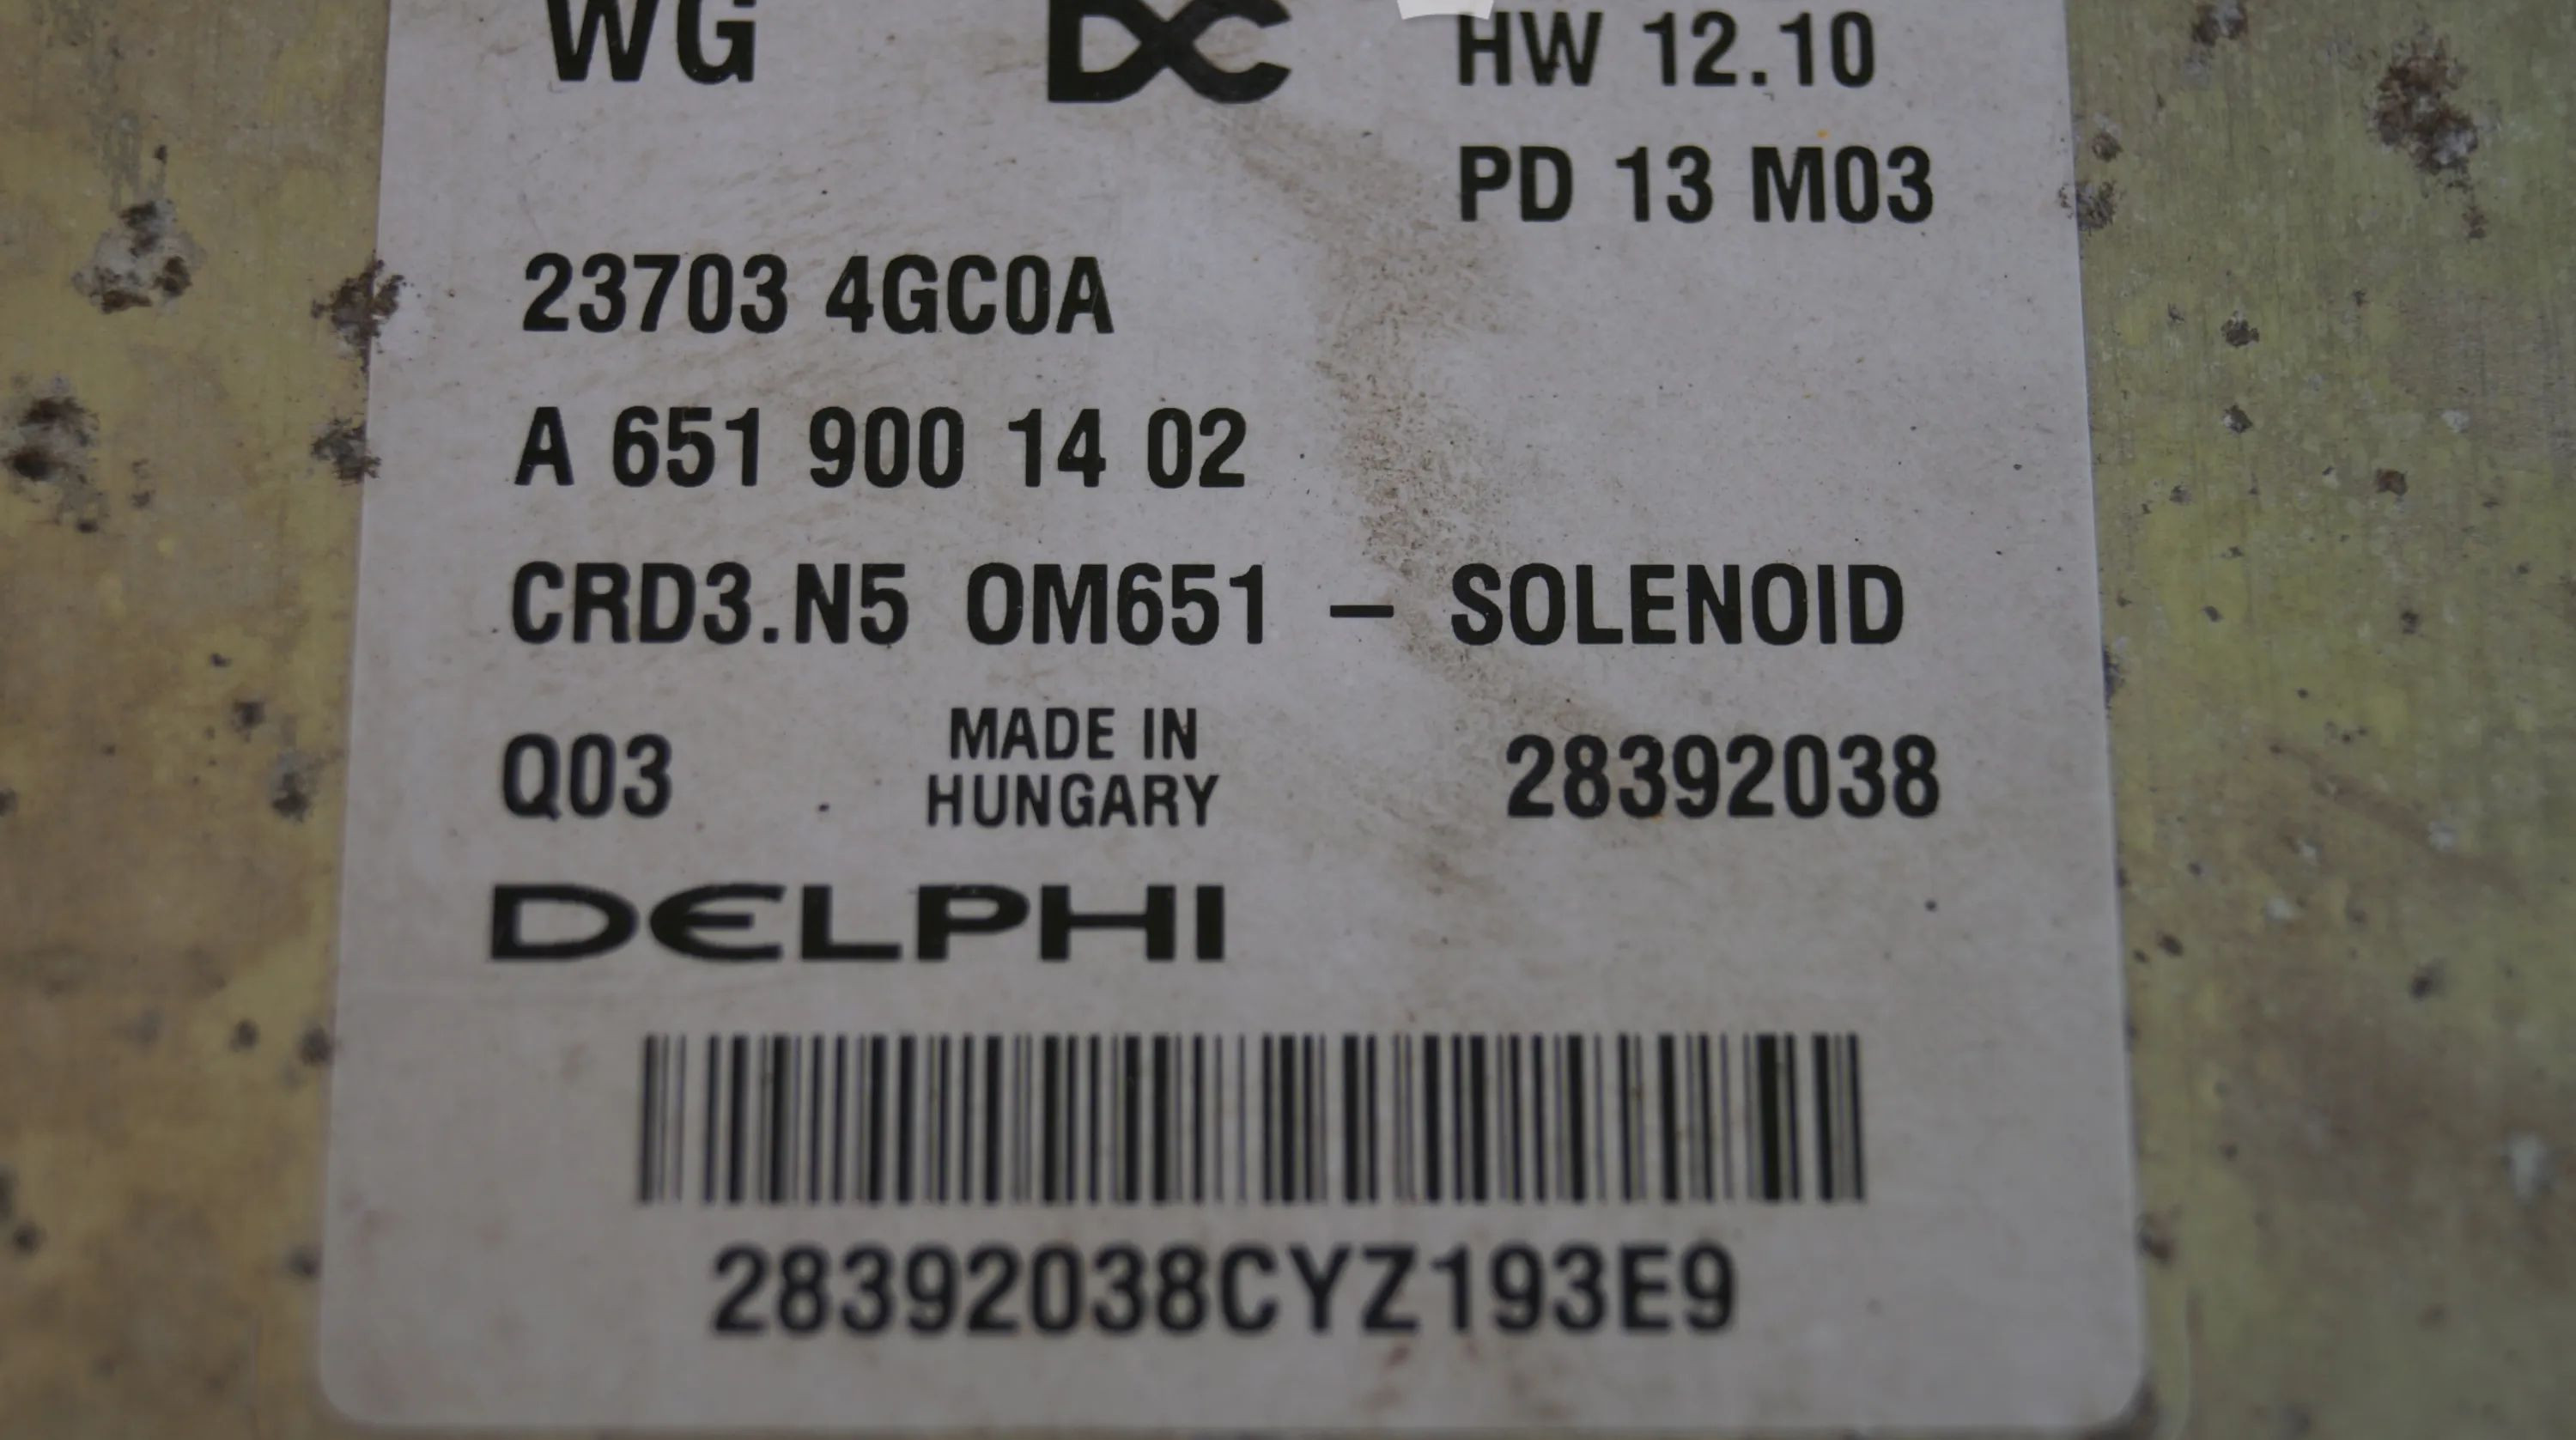 WG DC HW 12.10
PD 13 M03
23703 4GC0A
A 651 900 14 02
CRD3.N5 OM651 – SOLENOID
Q03 MADE IN HUNGARY 28392038
DELPHI
28392038CYZ193E9